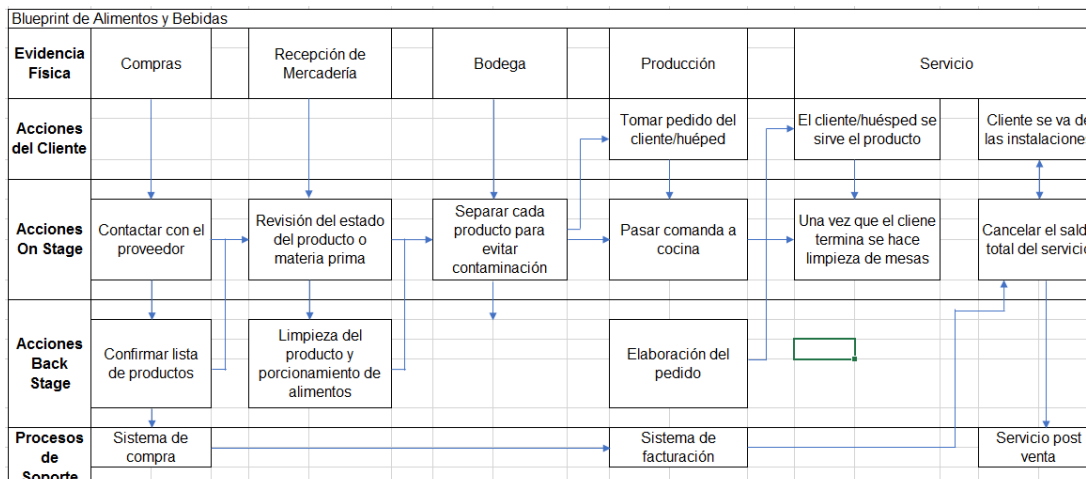 Blueprint de Alimentos y Bebidas
Evidencia
Física
Compras
Recepción de
Mercadería
Bodega
Producción
Servicio
Acciones
del Cliente
Tomar pedido del
cliente/huéped
El cliente/huésped se
sirve el producto
Cliente se va de
las instalaciones
Acciones
On Stage
Contactar con el
proveedor
Revisión del estado
del producto o
materia prima
Separar cada
producto para
evitar
contaminación
Pasar comanda a
cocina
Una vez que el cliene
termina se hace
limpieza de mesas
Cancelar el sald
total del servicio
Acciones
Back
Stage
Confirmar lista
de productos
Limpieza del
producto y
porcionamiento de
alimentos
Elaboración del
pedido
Procesos
de
Soporte
Sistema de
compra
Sistema de
facturación
Servicio post
venta